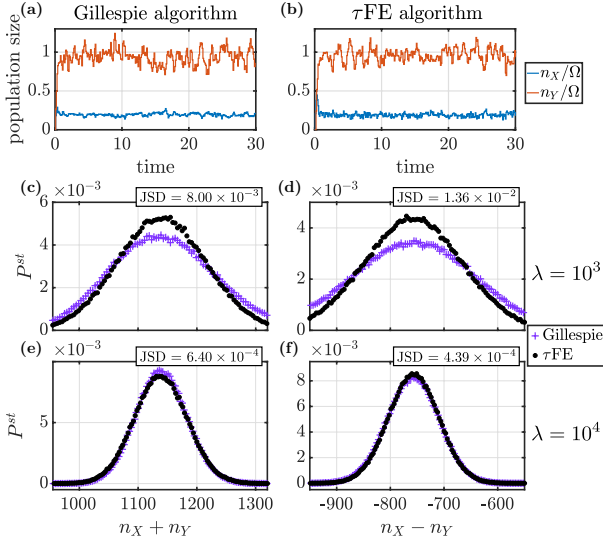 (a) Gillespie algorithm
(b) τFE algorithm
population size
1
0.5
0
0 10 20 30
time
1
0.5
0
0 10 20 30
time
n_X/Ω
n_Y/Ω
(c) ×10⁻³
JSD = 8.00 × 10⁻³
P^{st}
6
4
2
0
(d) ×10⁻³
JSD = 1.36 × 10⁻²
4
2
0
λ = 10³
Gillespie
τFE
(e) ×10⁻³
JSD = 6.40 × 10⁻⁴
P^{st}
5
0
1000 1100 1200 1300
n_X + n_Y
(f) ×10⁻³
JSD = 4.39 × 10⁻⁴
8
6
4
2
0
-900 -800 -700 -600
n_X − n_Y
λ = 10⁴